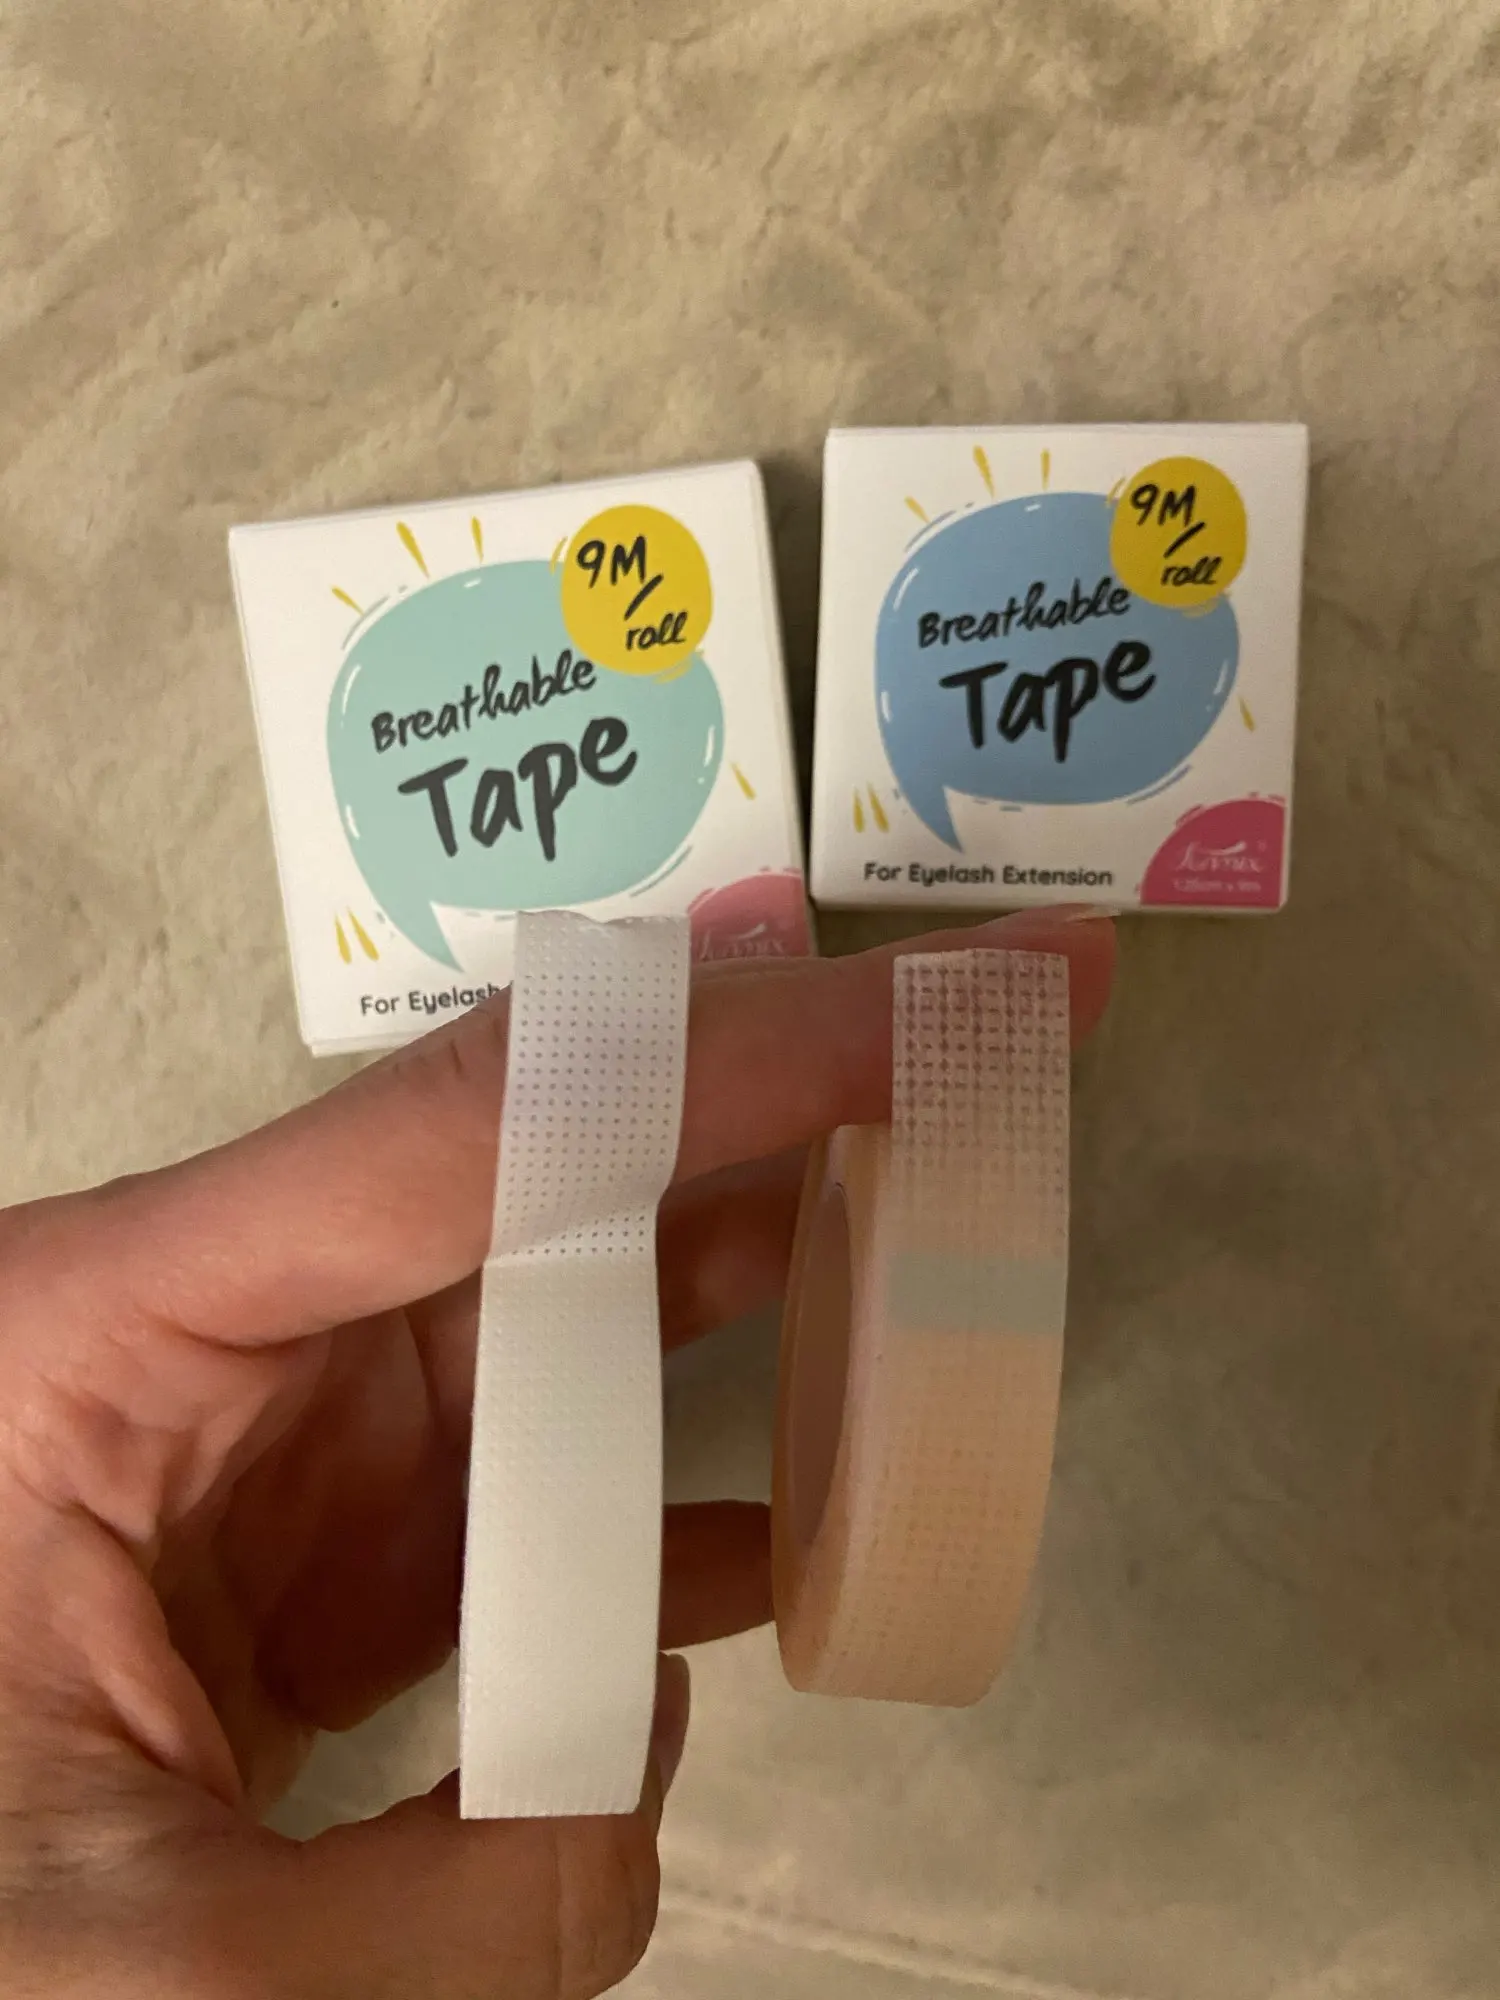 9M/
roll
Breathable
Tape
For Eyelash
9M/
roll
Breathable
Tape
For Eyelash Extension